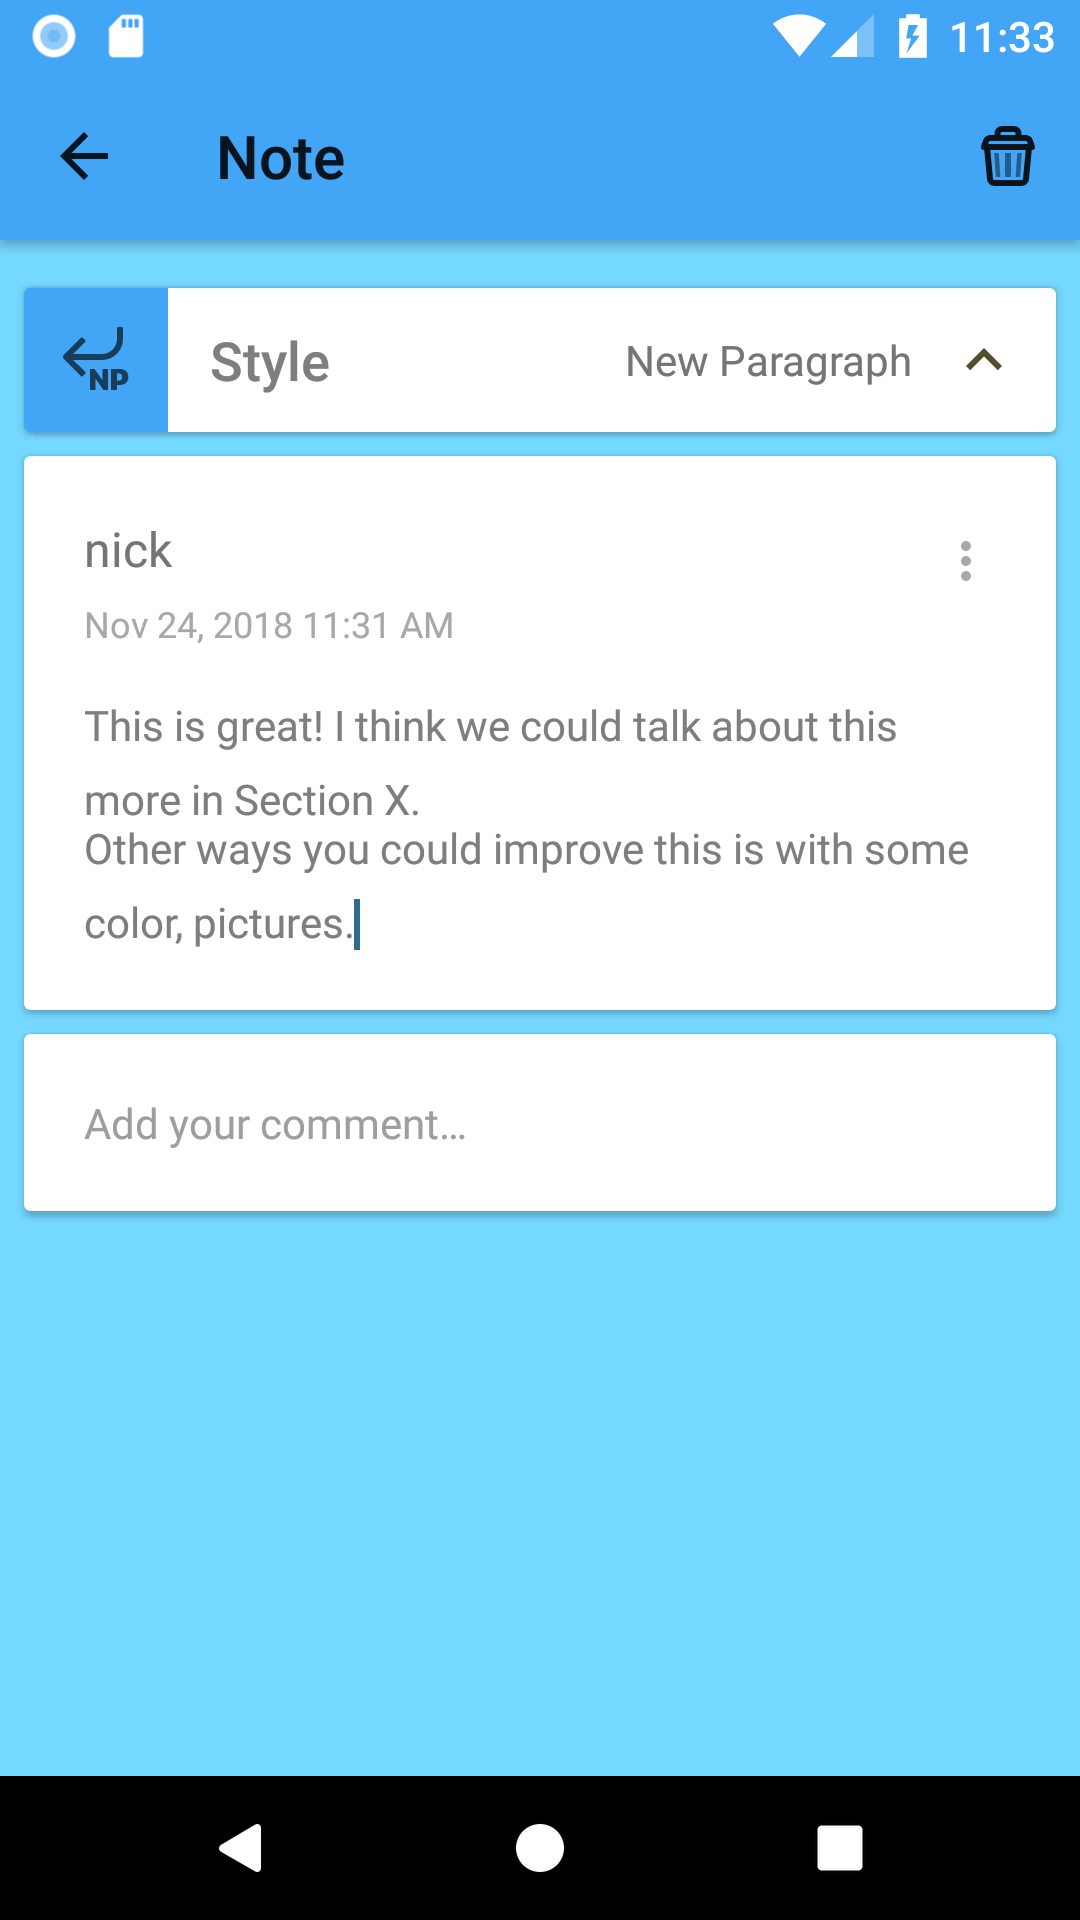 11:33
Note
NP
Style
New Paragraph
nick
Nov 24, 2018 11:31 AM
This is great! I think we could talk about this
more in Section X.
Other ways you could improve this is with some
color, pictures.
Add your comment...